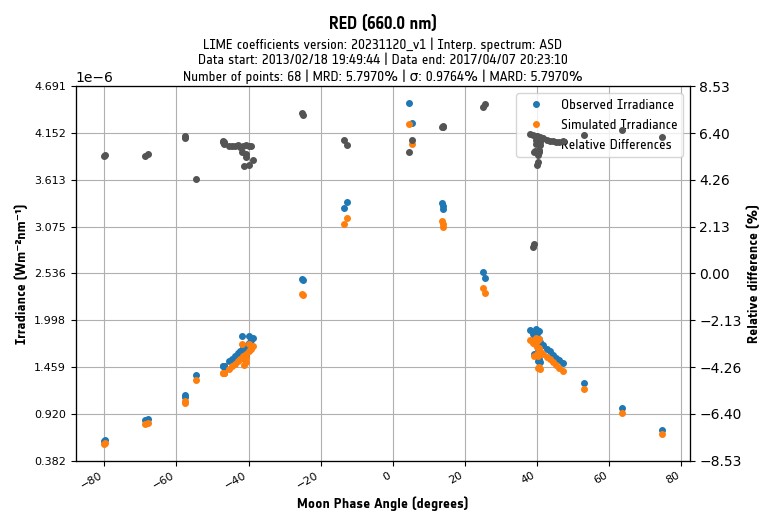 RED (660.0 nm)
LIME coefficients version: 20231120_v1 | Interp. spectrum: ASD
Data start: 2013/02/18 19:49:44 | Data end: 2017/04/07 20:23:10
Number of points: 68 | MRD: 5.7970% | σ: 0.9764% | MARD: 5.7970%
1e−6
4.691
4.152
3.613
3.075
2.536
1.998
1.459
0.920
0.382
Irradiance (Wm⁻²nm⁻¹)
Observed Irradiance
Simulated Irradiance
Relative Differences
8.53
6.40
4.26
2.13
0.00
−2.13
−4.26
−6.40
−8.53
Relative difference (%)
−80
−60
−40
−20
0
20
40
60
80
Moon Phase Angle (degrees)